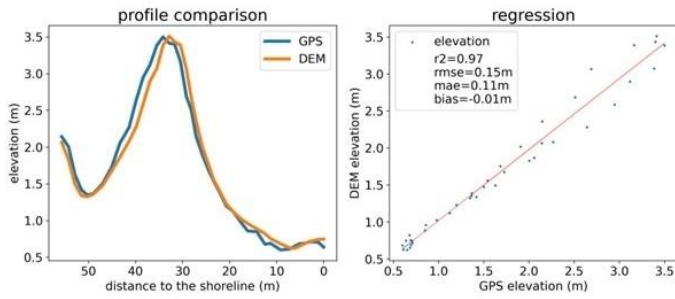 profile comparison
3.5
3.0
2.5
2.0
1.5
1.0
0.5
elevation (m)
GPS
DEM
50 40 30 20 10 0
distance to the shoreline (m)
regression
3.5
3.0
2.5
2.0
1.5
1.0
0.5
DEM elevation (m)
elevation
r2=0.97
rmse=0.15m
mae=0.11m
bias=-0.01m
0.5 1.0 1.5 2.0 2.5 3.0 3.5
GPS elevation (m)